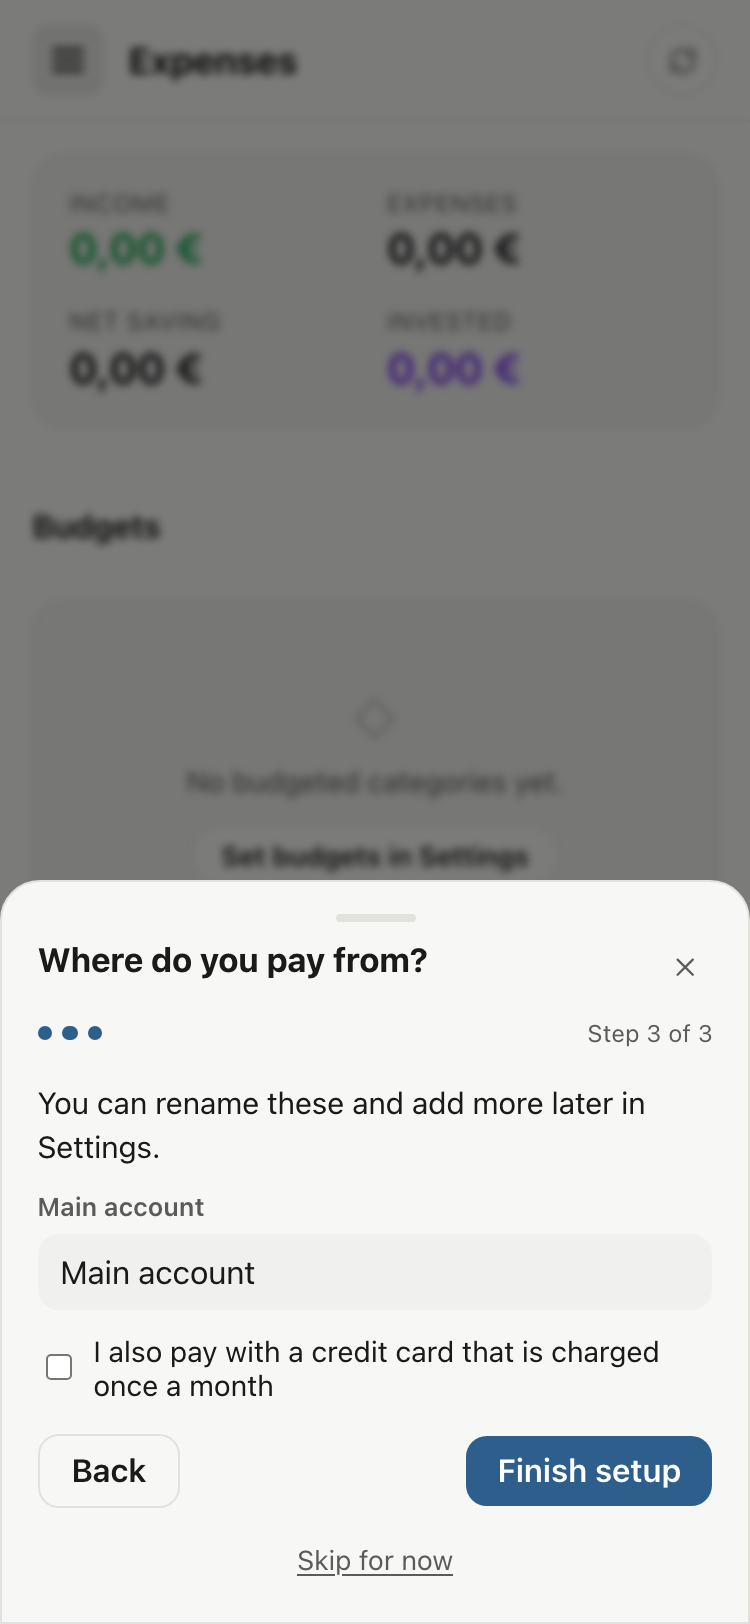 Expenses
INCOME
EXPENSES
0,00 €
0,00 €
NET SAVING
INVESTED
0,00 €
0,00 €
Budgets
No budgeted categories yet.
Set budgets in Settings
Where do you pay from?
Step 3 of 3
You can rename these and add more later in
Settings.
Main account
Main account
I also pay with a credit card that is charged
once a month
Back
Finish setup
Skip for now